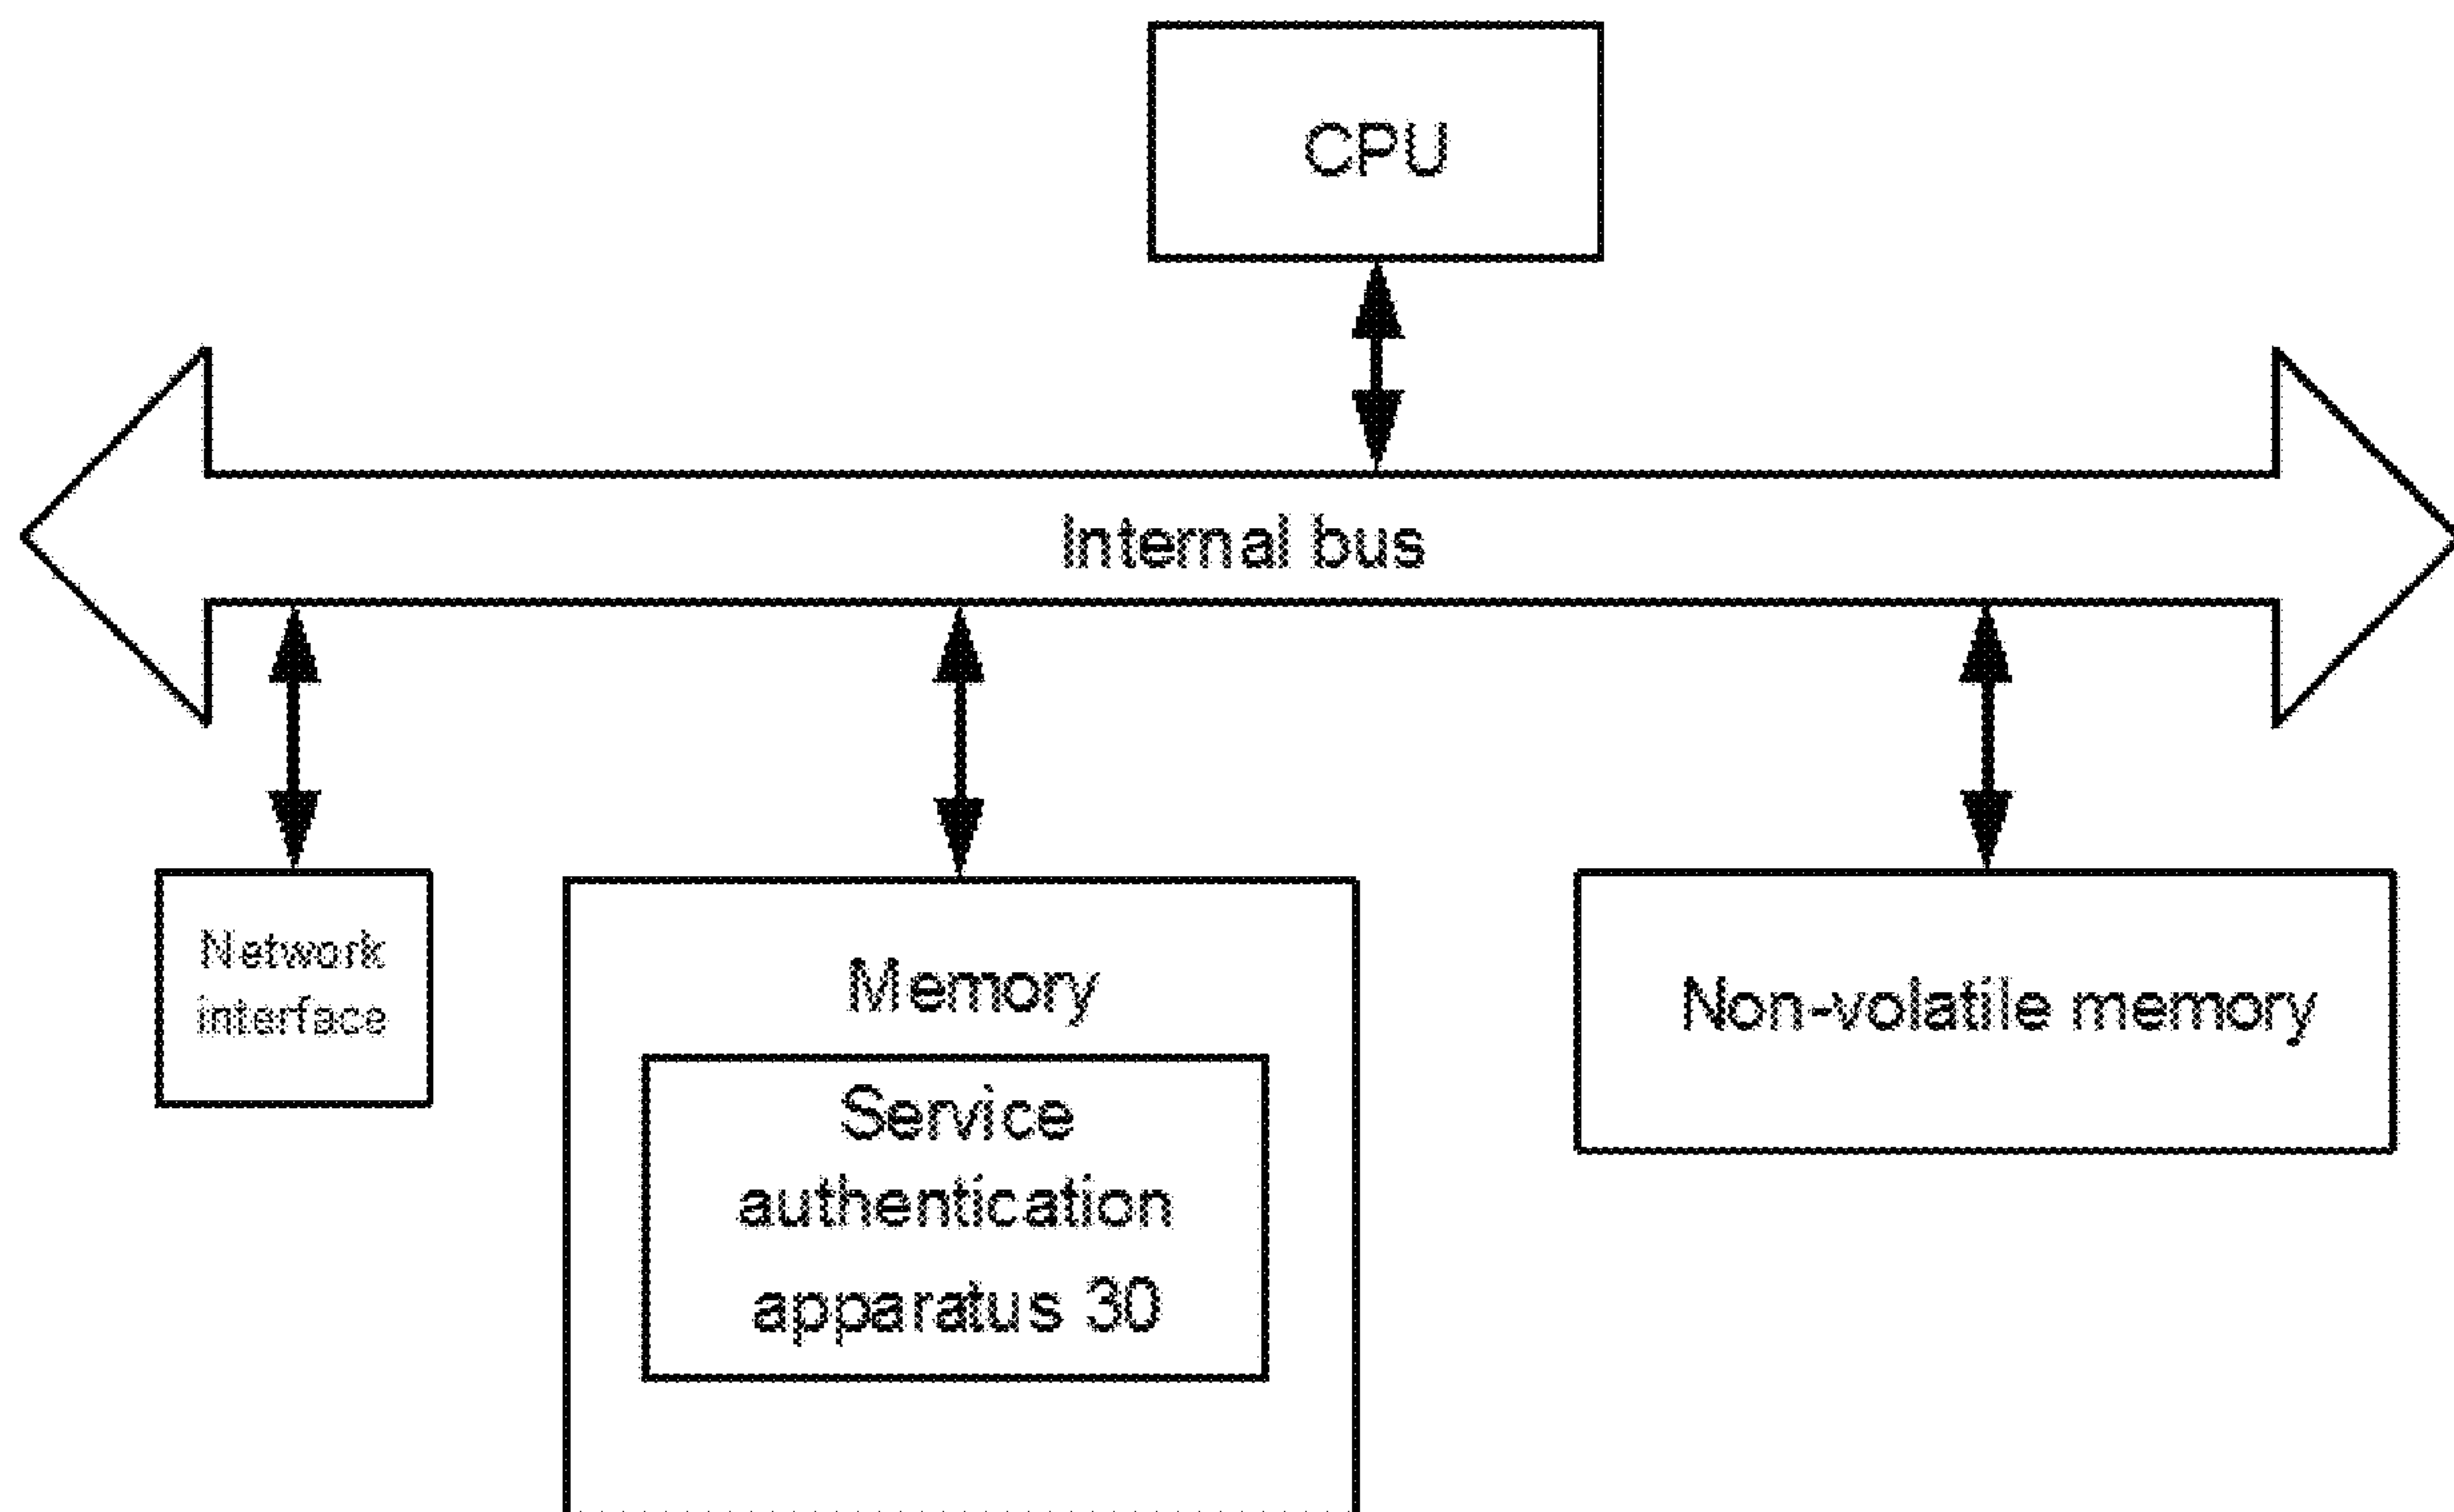 CPU
Internal bus
Network
interface
Memory
Service
authentication
apparatus 30
Non-volatile memory